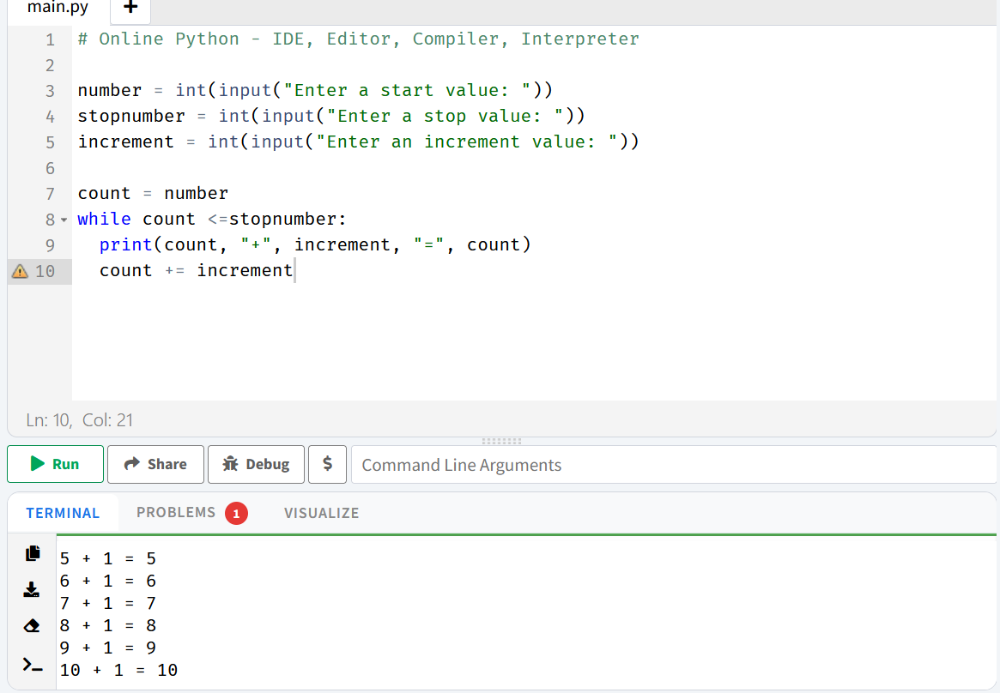 main.py +
1 # Online Python - IDE, Editor, Compiler, Interpreter
2
3 number = int(input("Enter a start value: "))
4 stopnumber = int(input("Enter a stop value: "))
5 increment = int(input("Enter an increment value: "))
6
7 count = number
8 while count <=stopnumber:
9   print(count, "+", increment, "=", count)
10   count += increment
Ln: 10, Col: 21
Run Share Debug $ Command Line Arguments
TERMINAL PROBLEMS 1 VISUALIZE
5 + 1 = 5
6 + 1 = 6
7 + 1 = 7
8 + 1 = 8
9 + 1 = 9
10 + 1 = 10